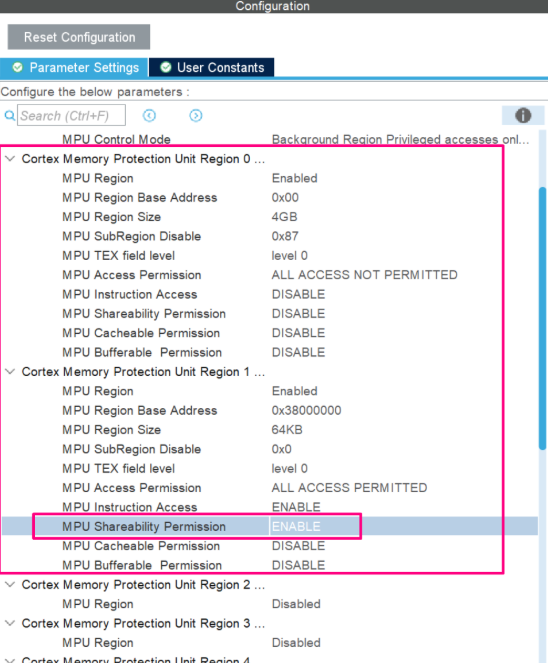 Configuration
Reset Configuration
Parameter Settings User Constants
Configure the below parameters :
Search (Ctrl+F)
MPU Control Mode Background Region Privileged accesses onl...
Cortex Memory Protection Unit Region 0 ...
MPU Region Enabled
MPU Region Base Address 0x00
MPU Region Size 4GB
MPU SubRegion Disable 0x87
MPU TEX field level level 0
MPU Access Permission ALL ACCESS NOT PERMITTED
MPU Instruction Access DISABLE
MPU Shareability Permission DISABLE
MPU Cacheable Permission DISABLE
MPU Bufferable Permission DISABLE
Cortex Memory Protection Unit Region 1 ...
MPU Region Enabled
MPU Region Base Address 0x38000000
MPU Region Size 64KB
MPU SubRegion Disable 0x0
MPU TEX field level level 0
MPU Access Permission ALL ACCESS PERMITTED
MPU Instruction Access ENABLE
MPU Shareability Permission ENABLE
MPU Cacheable Permission DISABLE
MPU Bufferable Permission DISABLE
Cortex Memory Protection Unit Region 2 ...
MPU Region Disabled
Cortex Memory Protection Unit Region 3 ...
MPU Region Disabled
Cortex Memory Protection Unit Region 4